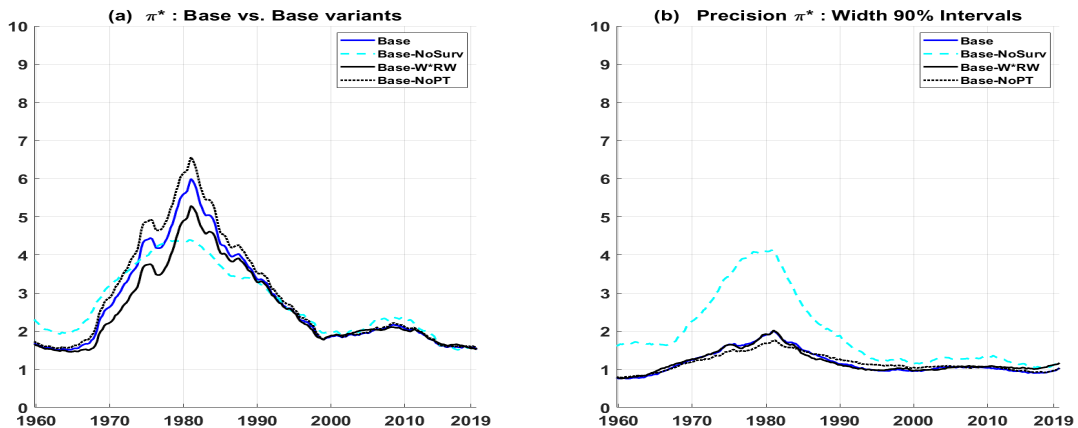 (a) π* : Base vs. Base variants
10
9
8
7
6
5
4
3
2
1
0
1960 1970 1980 1990 2000 2010 2019
Base
Base-NoSurv
Base-W*RW
Base-NoPT
(b) Precision π* : Width 90% Intervals
10
9
8
7
6
5
4
3
2
1
0
1960 1970 1980 1990 2000 2010 2019
Base
Base-NoSurv
Base-W*RW
Base-NoPT